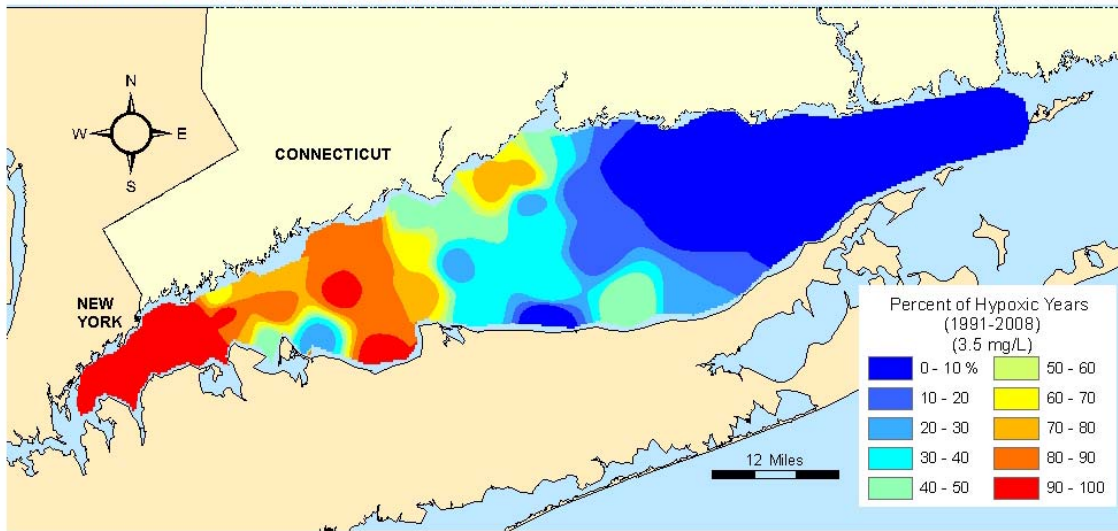 N
W E
S
CONNECTICUT
NEW
YORK
12 Miles
Percent of Hypoxic Years
(1991-2008)
(3.5 mg/L)
0 - 10 %
10 - 20
20 - 30
30 - 40
40 - 50
50 - 60
60 - 70
70 - 80
80 - 90
90 - 100